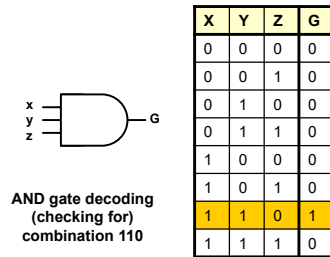 x
y
z
G
AND gate decoding
(checking for)
combination 110
X Y Z G
0 0 0 0
0 0 1 0
0 1 0 0
0 1 1 0
1 0 0 0
1 0 1 0
1 1 0 1
1 1 1 0